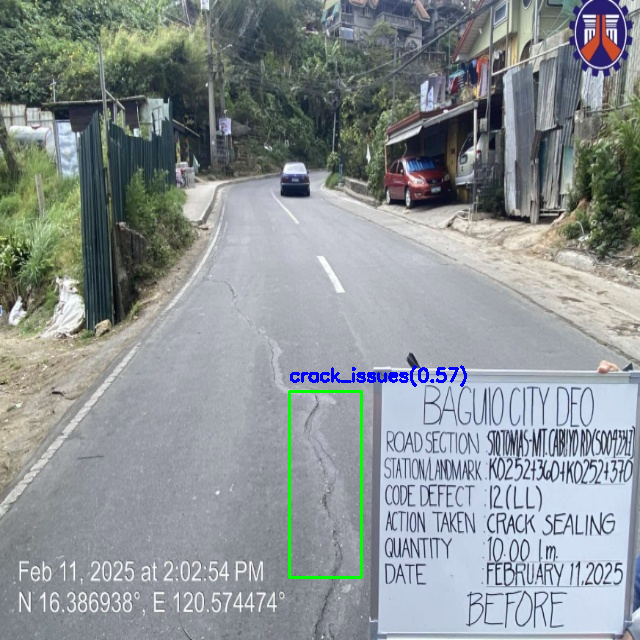 crack_issues(0.57)
BAGUIO CITY DEO
ROAD SECTION STO TOMAS-MT. CABUYO RD(S00493LZ)
STATION/LANDMARK : K0252+360-K0252+370
CODE DEFECT : 12(LL)
ACTION TAKEN : CRACK SEALING
QUANTITY : 10.00 l.m.
DATE : FEBRUARY 11,2025
BEFORE
Feb 11, 2025 at 2:02:54 PM
N 16.386938°, E 120.574474°